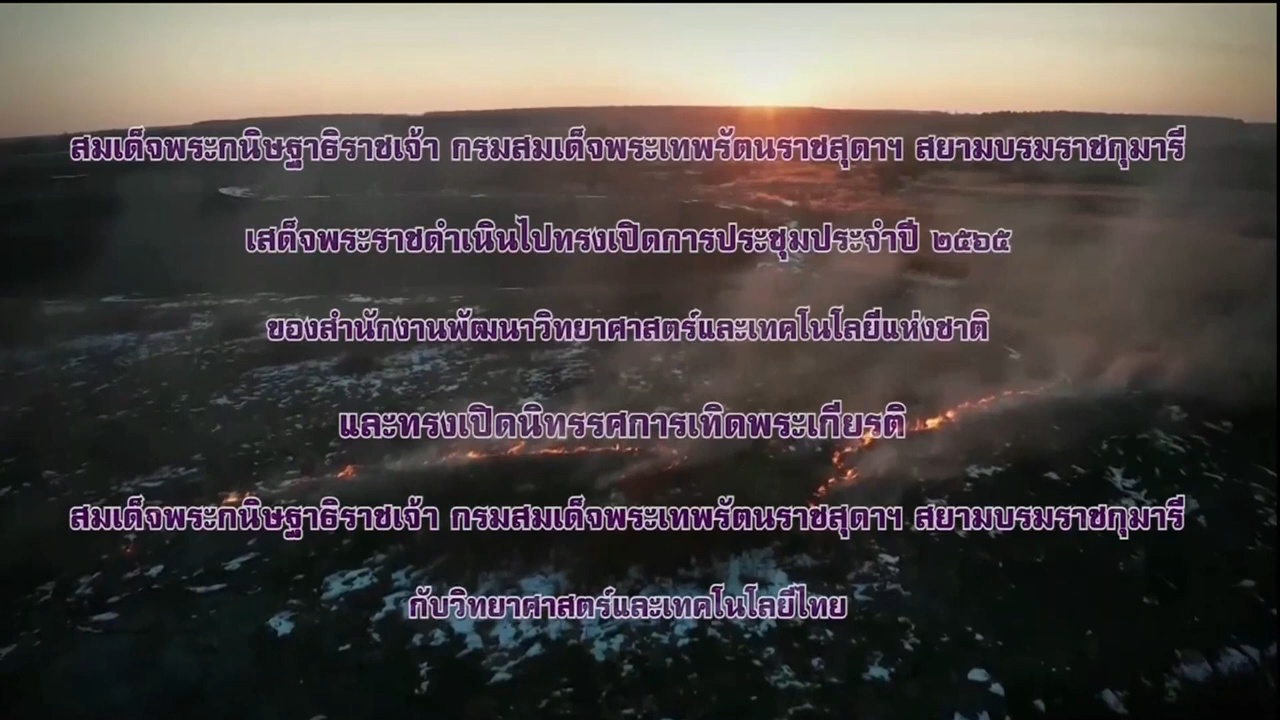 สมเด็จพระกนิษฐาธิราชเจ้า กรมสมเด็จพระเทพรัตนราชสุดาฯ สยามบรมราชกุมารี
เสด็จพระราชดำเนินไปทรงเปิดการประชุมประจำปี ๒๕๖๕
ของสำนักงานพัฒนาวิทยาศาสตร์และเทคโนโลยีแห่งชาติ
และทรงเปิดนิทรรศการเทิดพระเกียรติ
สมเด็จพระกนิษฐาธิราชเจ้า กรมสมเด็จพระเทพรัตนราชสุดาฯ สยามบรมราชกุมารี
กับวิทยาศาสตร์และเทคโนโลยีไทย